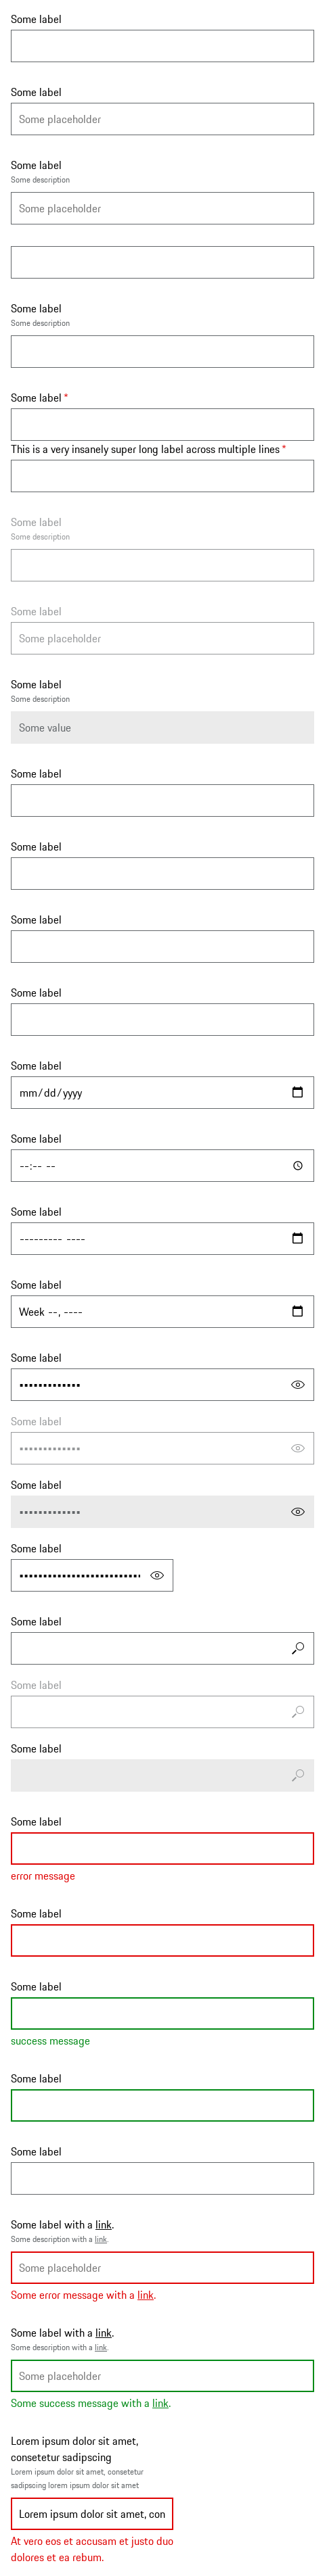 Some label
Some label
Some placeholder
Some label
Some description
Some placeholder
Some label
Some description
Some label *
This is a very insanely super long label across multiple lines *
Some label
Some description
Some label
Some placeholder
Some label
Some description
Some value
Some label
Some label
Some label
Some label
Some label
mm/dd/yyyy
Some label
--:-- --
Some label
--------- ----
Some label
Week --, ----
Some label
Some label
Some label
Some label
Some label
Some label
Some label
Some label
error message
Some label
Some label
success message
Some label
Some label
Some label with a link.
Some description with a link.
Some placeholder
Some error message with a link.
Some label with a link.
Some description with a link.
Some placeholder
Some success message with a link.
Lorem ipsum dolor sit amet,
consetetur sadipscing
Lorem ipsum dolor sit amet, consetetur
sadipscing lorem ipsum dolor sit amet
Lorem ipsum dolor sit amet, con
At vero eos et accusam et justo duo
dolores et ea rebum.